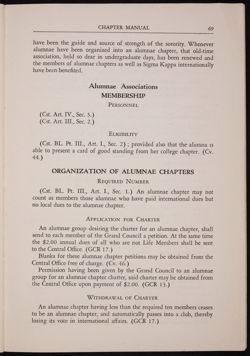 CHAPTER MANUAL 69
have been the guide and source of strength of the sorority. Whenever
alumnae have been organized into an alumnae chapter, that old-time
association, held so dear in undergraduate days, has been renewed and
the members of alumnae chapters as well as Sigma Kappa internationally
have been benefited.
Alumnae Associations
MEMBERSHIP
PERSONNEL
(Cst. Art. IV., Sec. 5.)
(Cst. Art. III., Sec. 2.)
ELIGIBILITY
(Cst. BL. Pt. III., Art. I., Sec. 2); provided also that the alumna is
able to present a card of good standing from her college chapter. (Cv.
44.)
ORGANIZATION OF ALUMNAE CHAPTERS
REQUIRED NUMBER
(Cst. BL. Pt. III., Art. I., Sec. 1.) An alumnae chapter may not
count as members those alumnae who have paid international dues but
no local dues to the alumnae chapter.
APPLICATION FOR CHARTER
An alumnae group desiring the charter for an alumnae chapter, shall
send to each member of the Grand Council a petition. At the same time
the $2.00 annual dues of all who are not Life Members shall be sent
to the Central Office. (GCR 17.)
Blanks for these alumnae chapter petitions may be obtained from the
Central Office free of charge. (Cv. 46.)
Permission having been given by the Grand Council to an alumnae
group for an alumnae chapter charter, said charter may be obtained from
the Central Office upon payment of $2.00. (GCR 13.)
WITHDRAWAL OF CHARTER
An alumnae chapter having less than the required ten members ceases
to be an alumnae chapter, and automatically passes into a club, thereby
losing its vote in international affairs. (GCR 17.)